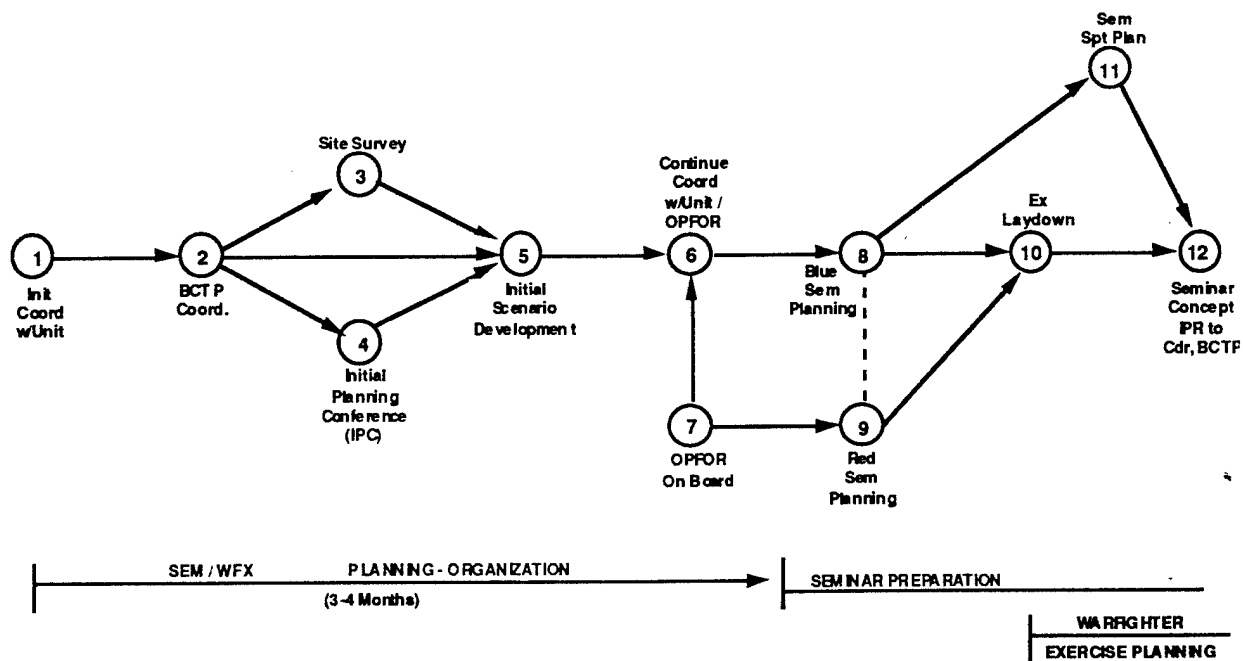 Sem
Spt Plan
11
Site Survey
3
Continue
Coord
w/Unit /
OPFOR
Ex
Laydown
1
2
5
6
8
10
12
Init
Coord
w/Unit
BCTP
Coord.
4
Initial
Scenario
Development
Blue
Sem
Planning
Seminar
Concept
IPR to
Cdr, BCTP
Initial
Planning
Conference
(IPC)
7
9
OPFOR
On Board
Red
Sem
Planning
SEM / WFX PLANNING - ORGANIZATION
(3-4 Months)
SEMINAR PREPARATION
WARFIGHTER
EXERCISE PLANNING